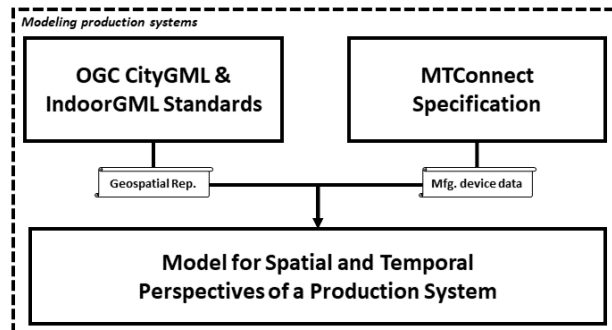 Modeling production systems
OGC CityGML &
IndoorGML Standards
MTConnect
Specification
Geospatial Rep.
Mfg. device data
Model for Spatial and Temporal
Perspectives of a Production System